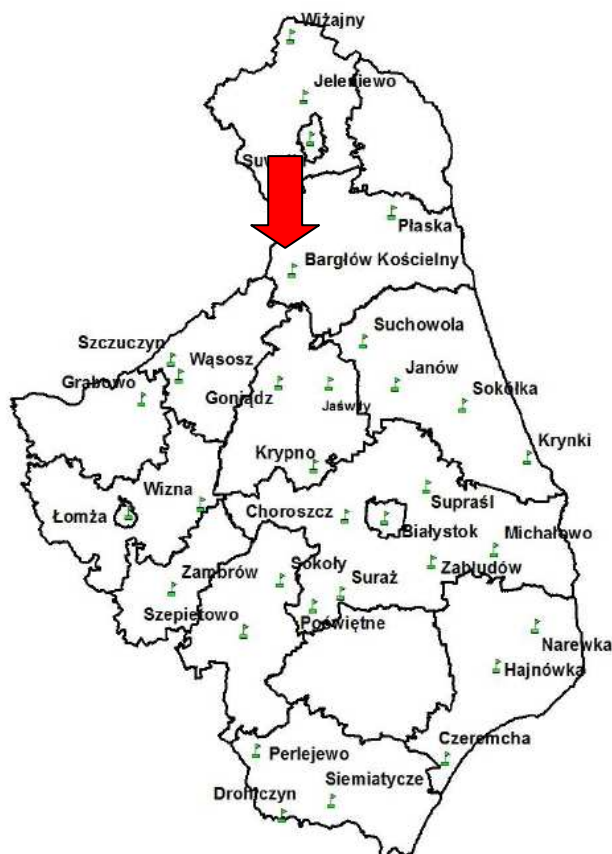 Wiżajny
Jeleniewo
Płaska
Bargłów Kościelny
Suchowola
Szczuczyn
Wąsosz
Janów
Grabowo
Goniądz
Jaświły
Sokółka
Krypno
Krynki
Wizna
Supraśl
Łomża
Choroszcz
Białystok
Michałowo
Zambrów
Sokoły
Zabłudów
Szepietowo
Suraż
Poświętne
Narewka
Hajnówka
Czeremcha
Perlejewo
Siemiatycze
Drohiczyn